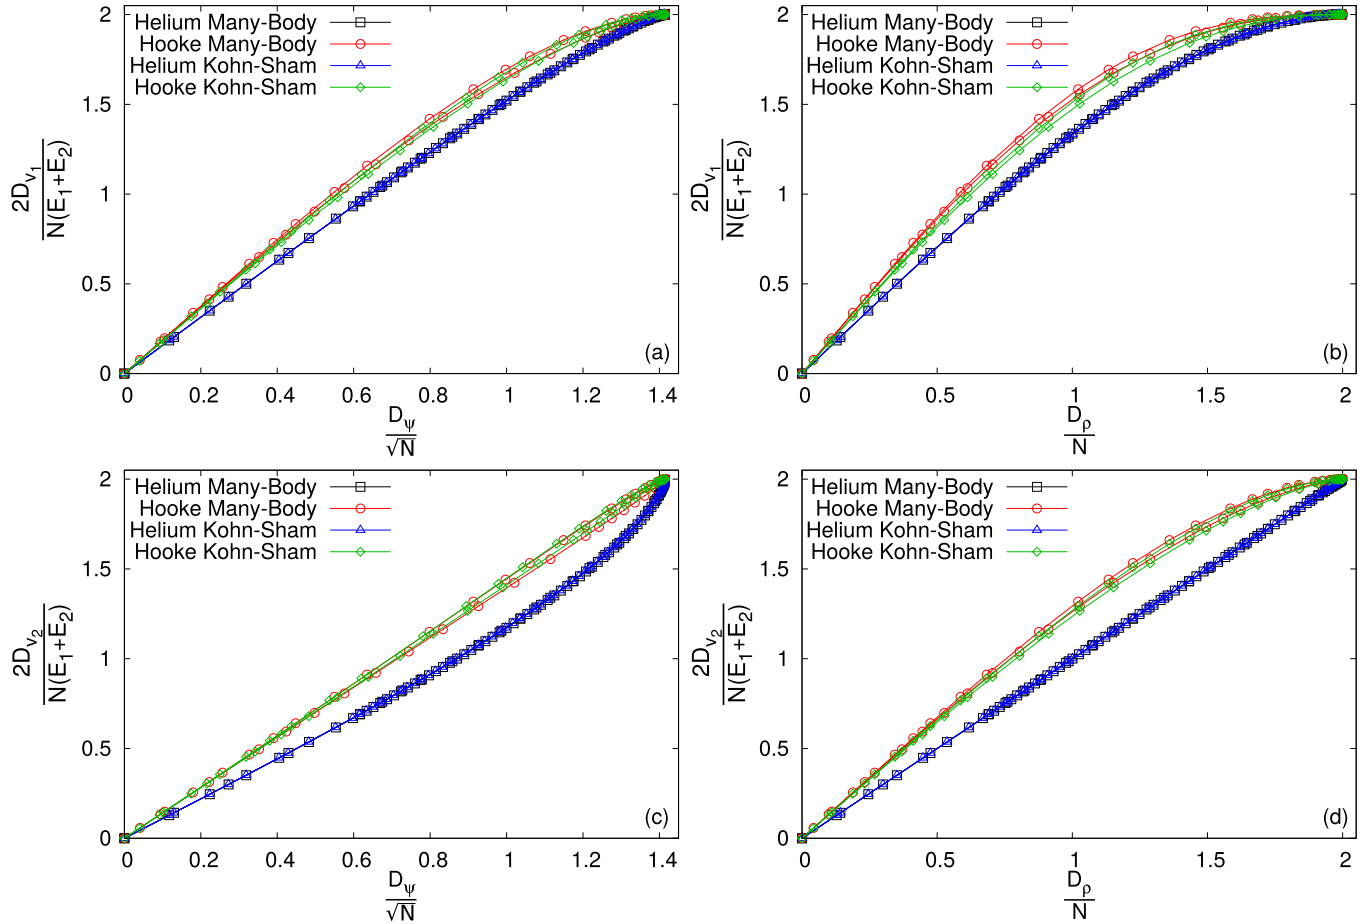 2
1.5
1
0.5
0
2D_{v_1}
N(E_1+E_2)
Helium Many-Body
Hooke Many-Body
Helium Kohn-Sham
Hooke Kohn-Sham
(a)
0 0.2 0.4 0.6 0.8 1 1.2 1.4
D_ψ
√N
2
1.5
1
0.5
0
2D_{v_1}
N(E_1+E_2)
Helium Many-Body
Hooke Many-Body
Helium Kohn-Sham
Hooke Kohn-Sham
(b)
0 0.5 1 1.5 2
D_ρ
N
2
1.5
1
0.5
0
2D_{v_2}
N(E_1+E_2)
Helium Many-Body
Hooke Many-Body
Helium Kohn-Sham
Hooke Kohn-Sham
(c)
0 0.2 0.4 0.6 0.8 1 1.2 1.4
D_ψ
√N
2
1.5
1
0.5
0
2D_{v_2}
N(E_1+E_2)
Helium Many-Body
Hooke Many-Body
Helium Kohn-Sham
Hooke Kohn-Sham
(d)
0 0.5 1 1.5 2
D_ρ
N